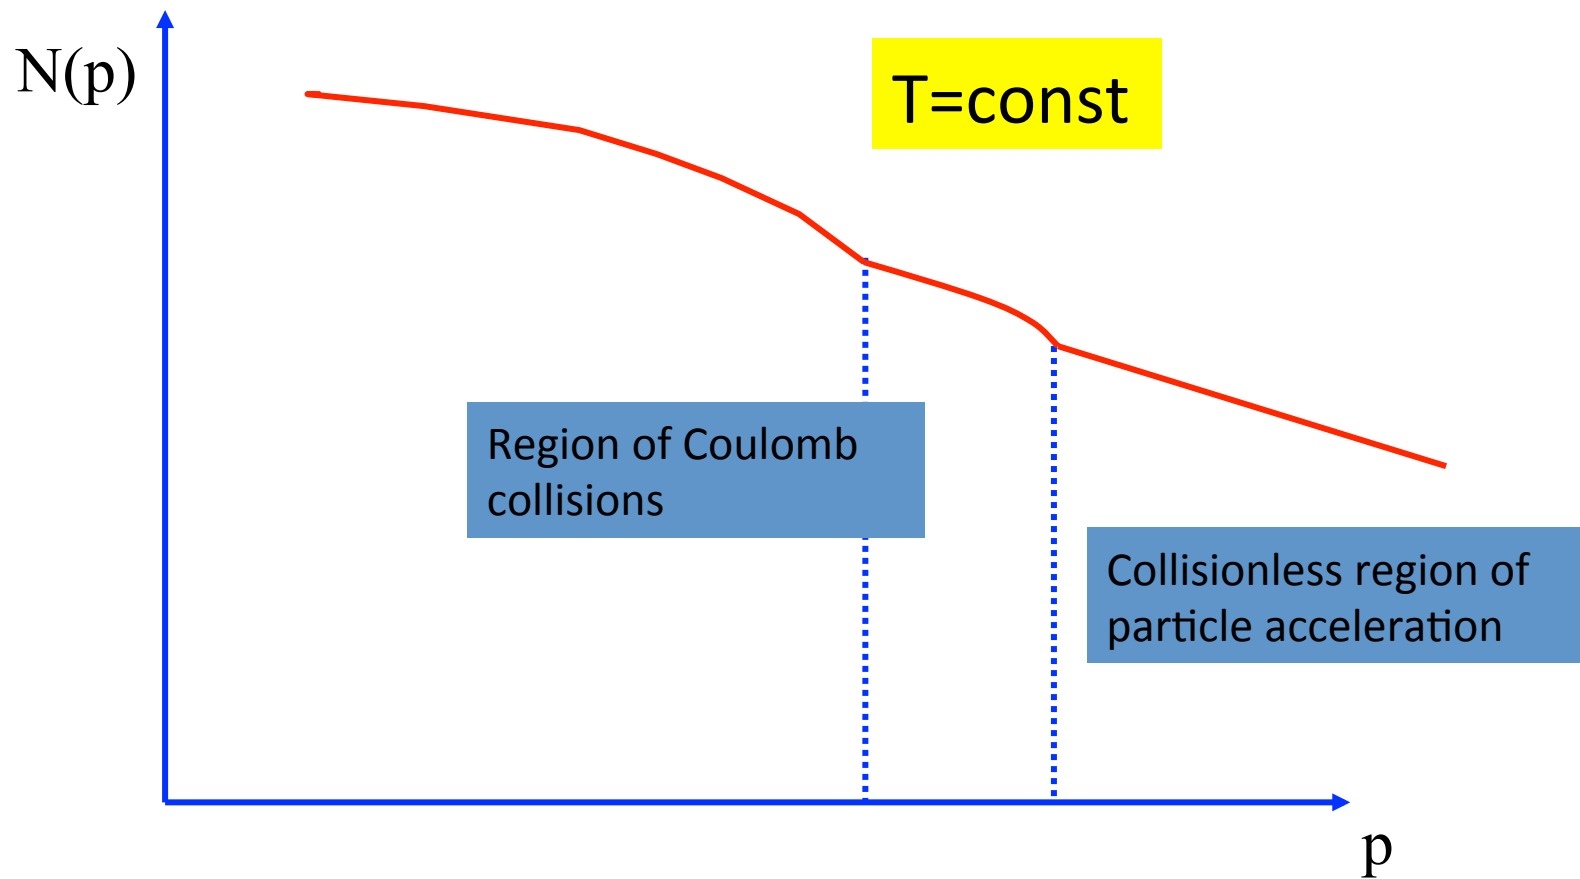 N(p)
T=const
Region of Coulomb
collisions
Collisionless region of
particle acceleration
p